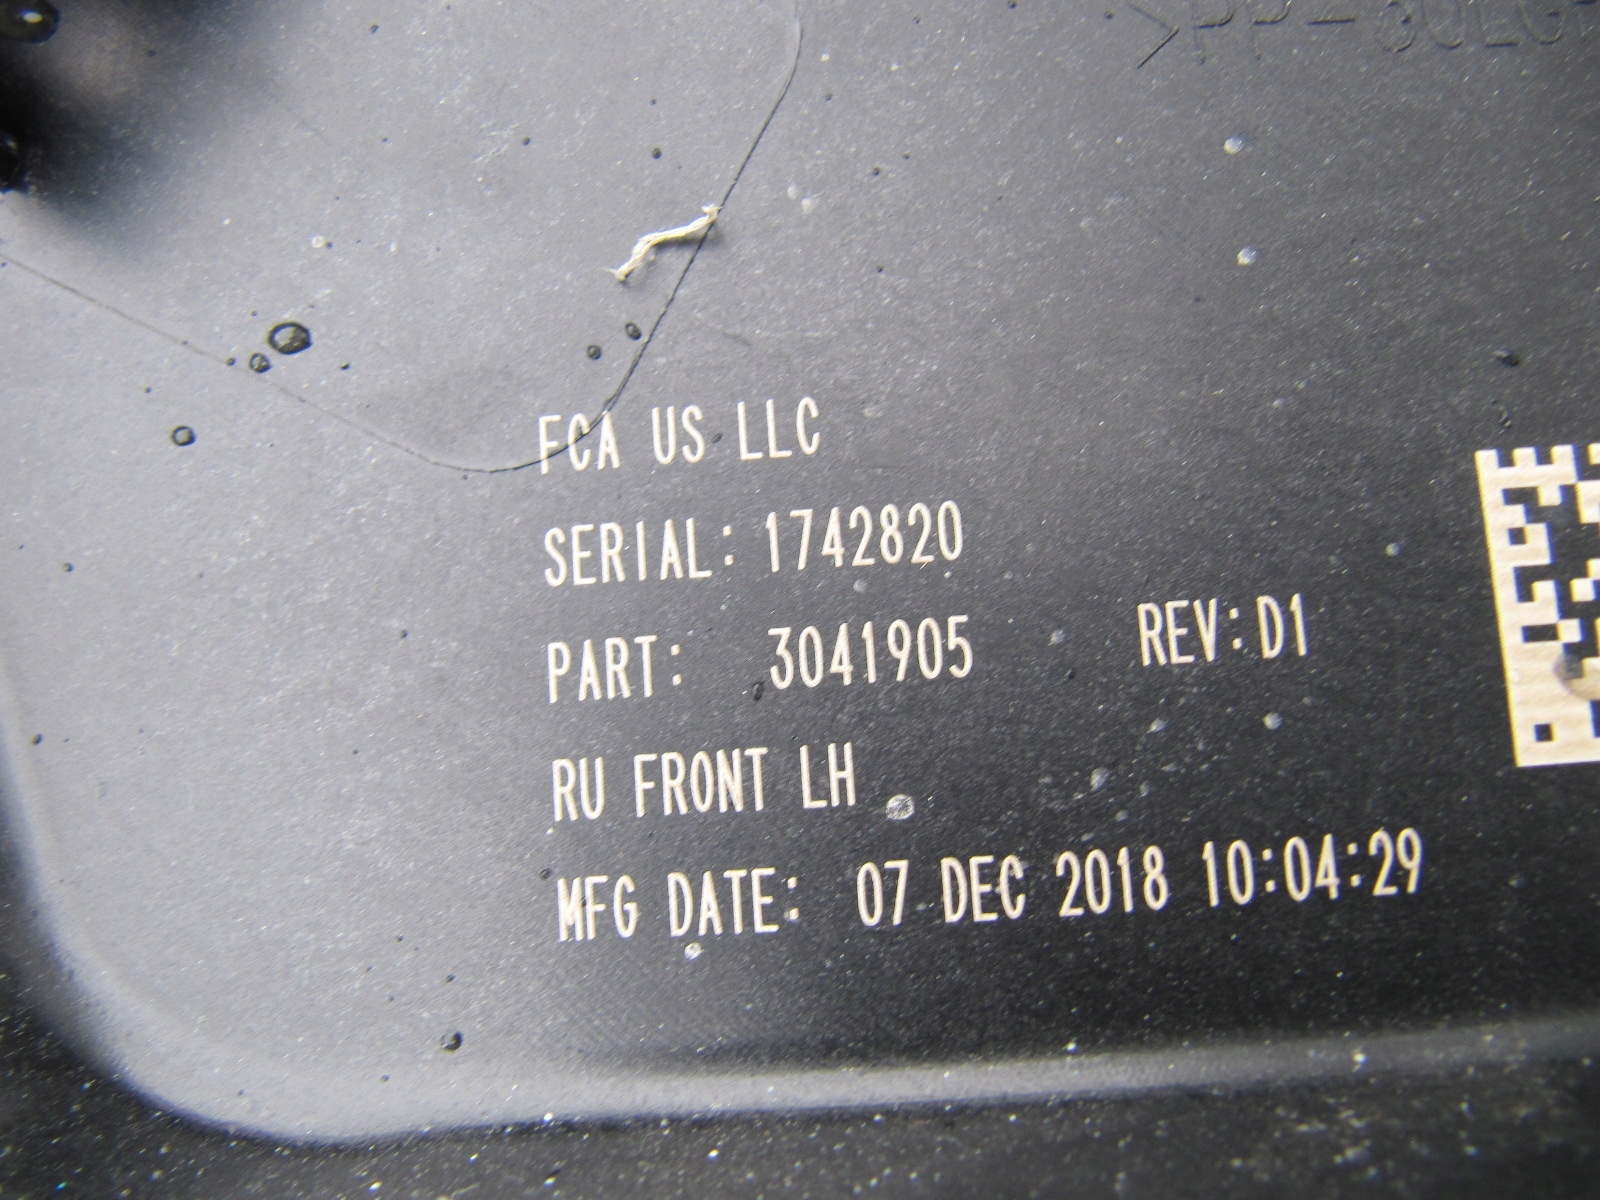 FCA US LLC
SERIAL: 1742820
PART: 3041905 REV:D1
RU FRONT LH
MFG DATE: 07 DEC 2018 10:04:29